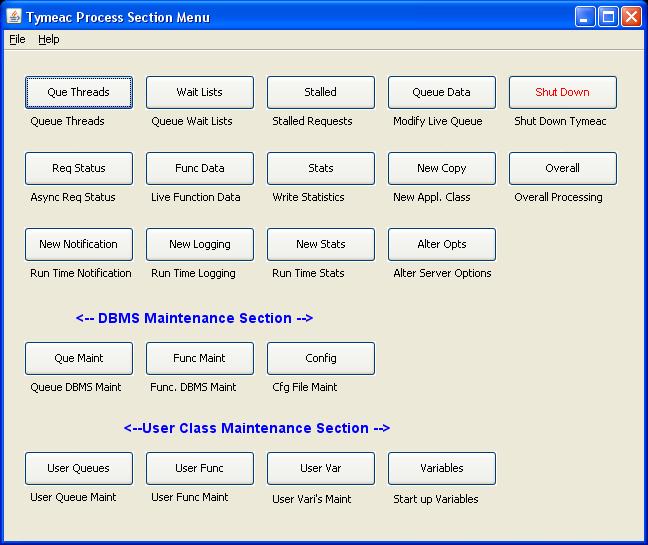 Tymeac Process Section Menu
File Help
Que Threads Wait Lists Stalled Queue Data Shut Down
Queue Threads Queue Wait Lists Stalled Requests Modify Live Queue Shut Down Tymeac
Req Status Func Data Stats New Copy Overall
Async Req Status Live Function Data Write Statistics New Appl. Class Overall Processing
New Notification New Logging New Stats Alter Opts
Run Time Notification Run Time Logging Run Time Stats Alter Server Options
<-- DBMS Maintenance Section -->
Que Maint Func Maint Config
Queue DBMS Maint Func. DBMS Maint Cfg File Maint
<--User Class Maintenance Section -->
User Queues User Func User Var Variables
User Queue Maint User Func Maint User Vari's Maint Start up Variables